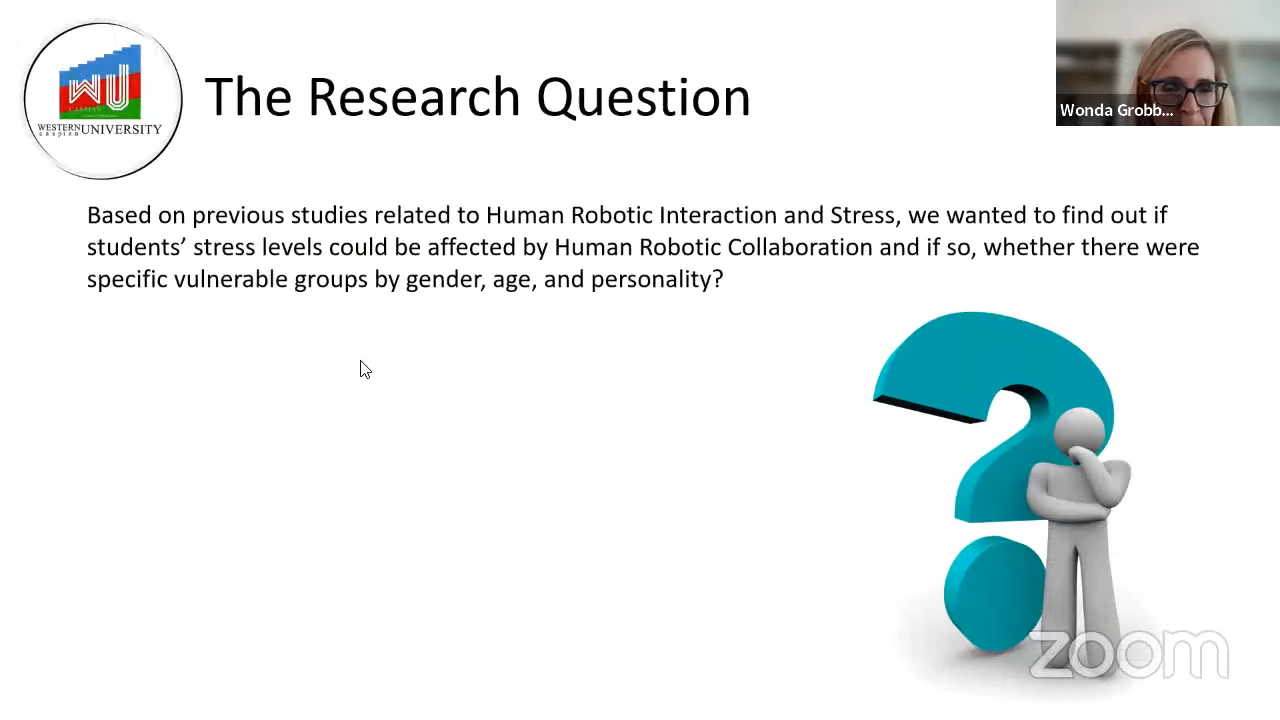 WU
CASPIAN
WESTERN UNIVERSITY
caspian
The Research Question
Wonda Grobb...
Based on previous studies related to Human Robotic Interaction and Stress, we wanted to find out if
students’ stress levels could be affected by Human Robotic Collaboration and if so, whether there were
specific vulnerable groups by gender, age, and personality?
zoom